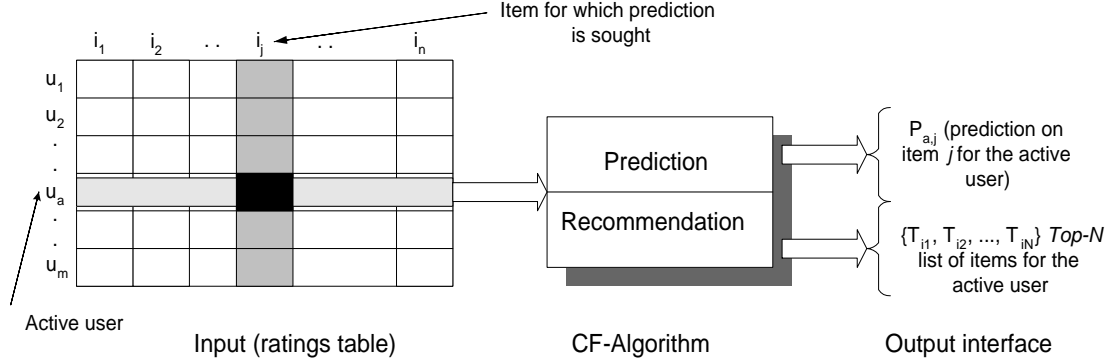 Item for which prediction
is sought
i1 i2 . . ij . . in
u1
u2
.
.
ua
.
.
um
Active user
Prediction
Recommendation
Pa,j (prediction on
item j for the active
user)
{Ti1, Ti2, ..., TiN} Top-N
list of items for the
active user
Input (ratings table) CF-Algorithm Output interface